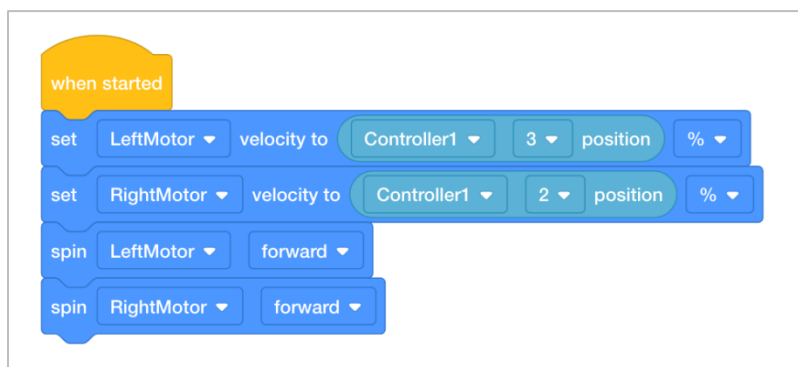 when started
set LeftMotor velocity to Controller1 3 position %
set RightMotor velocity to Controller1 2 position %
spin LeftMotor forward
spin RightMotor forward